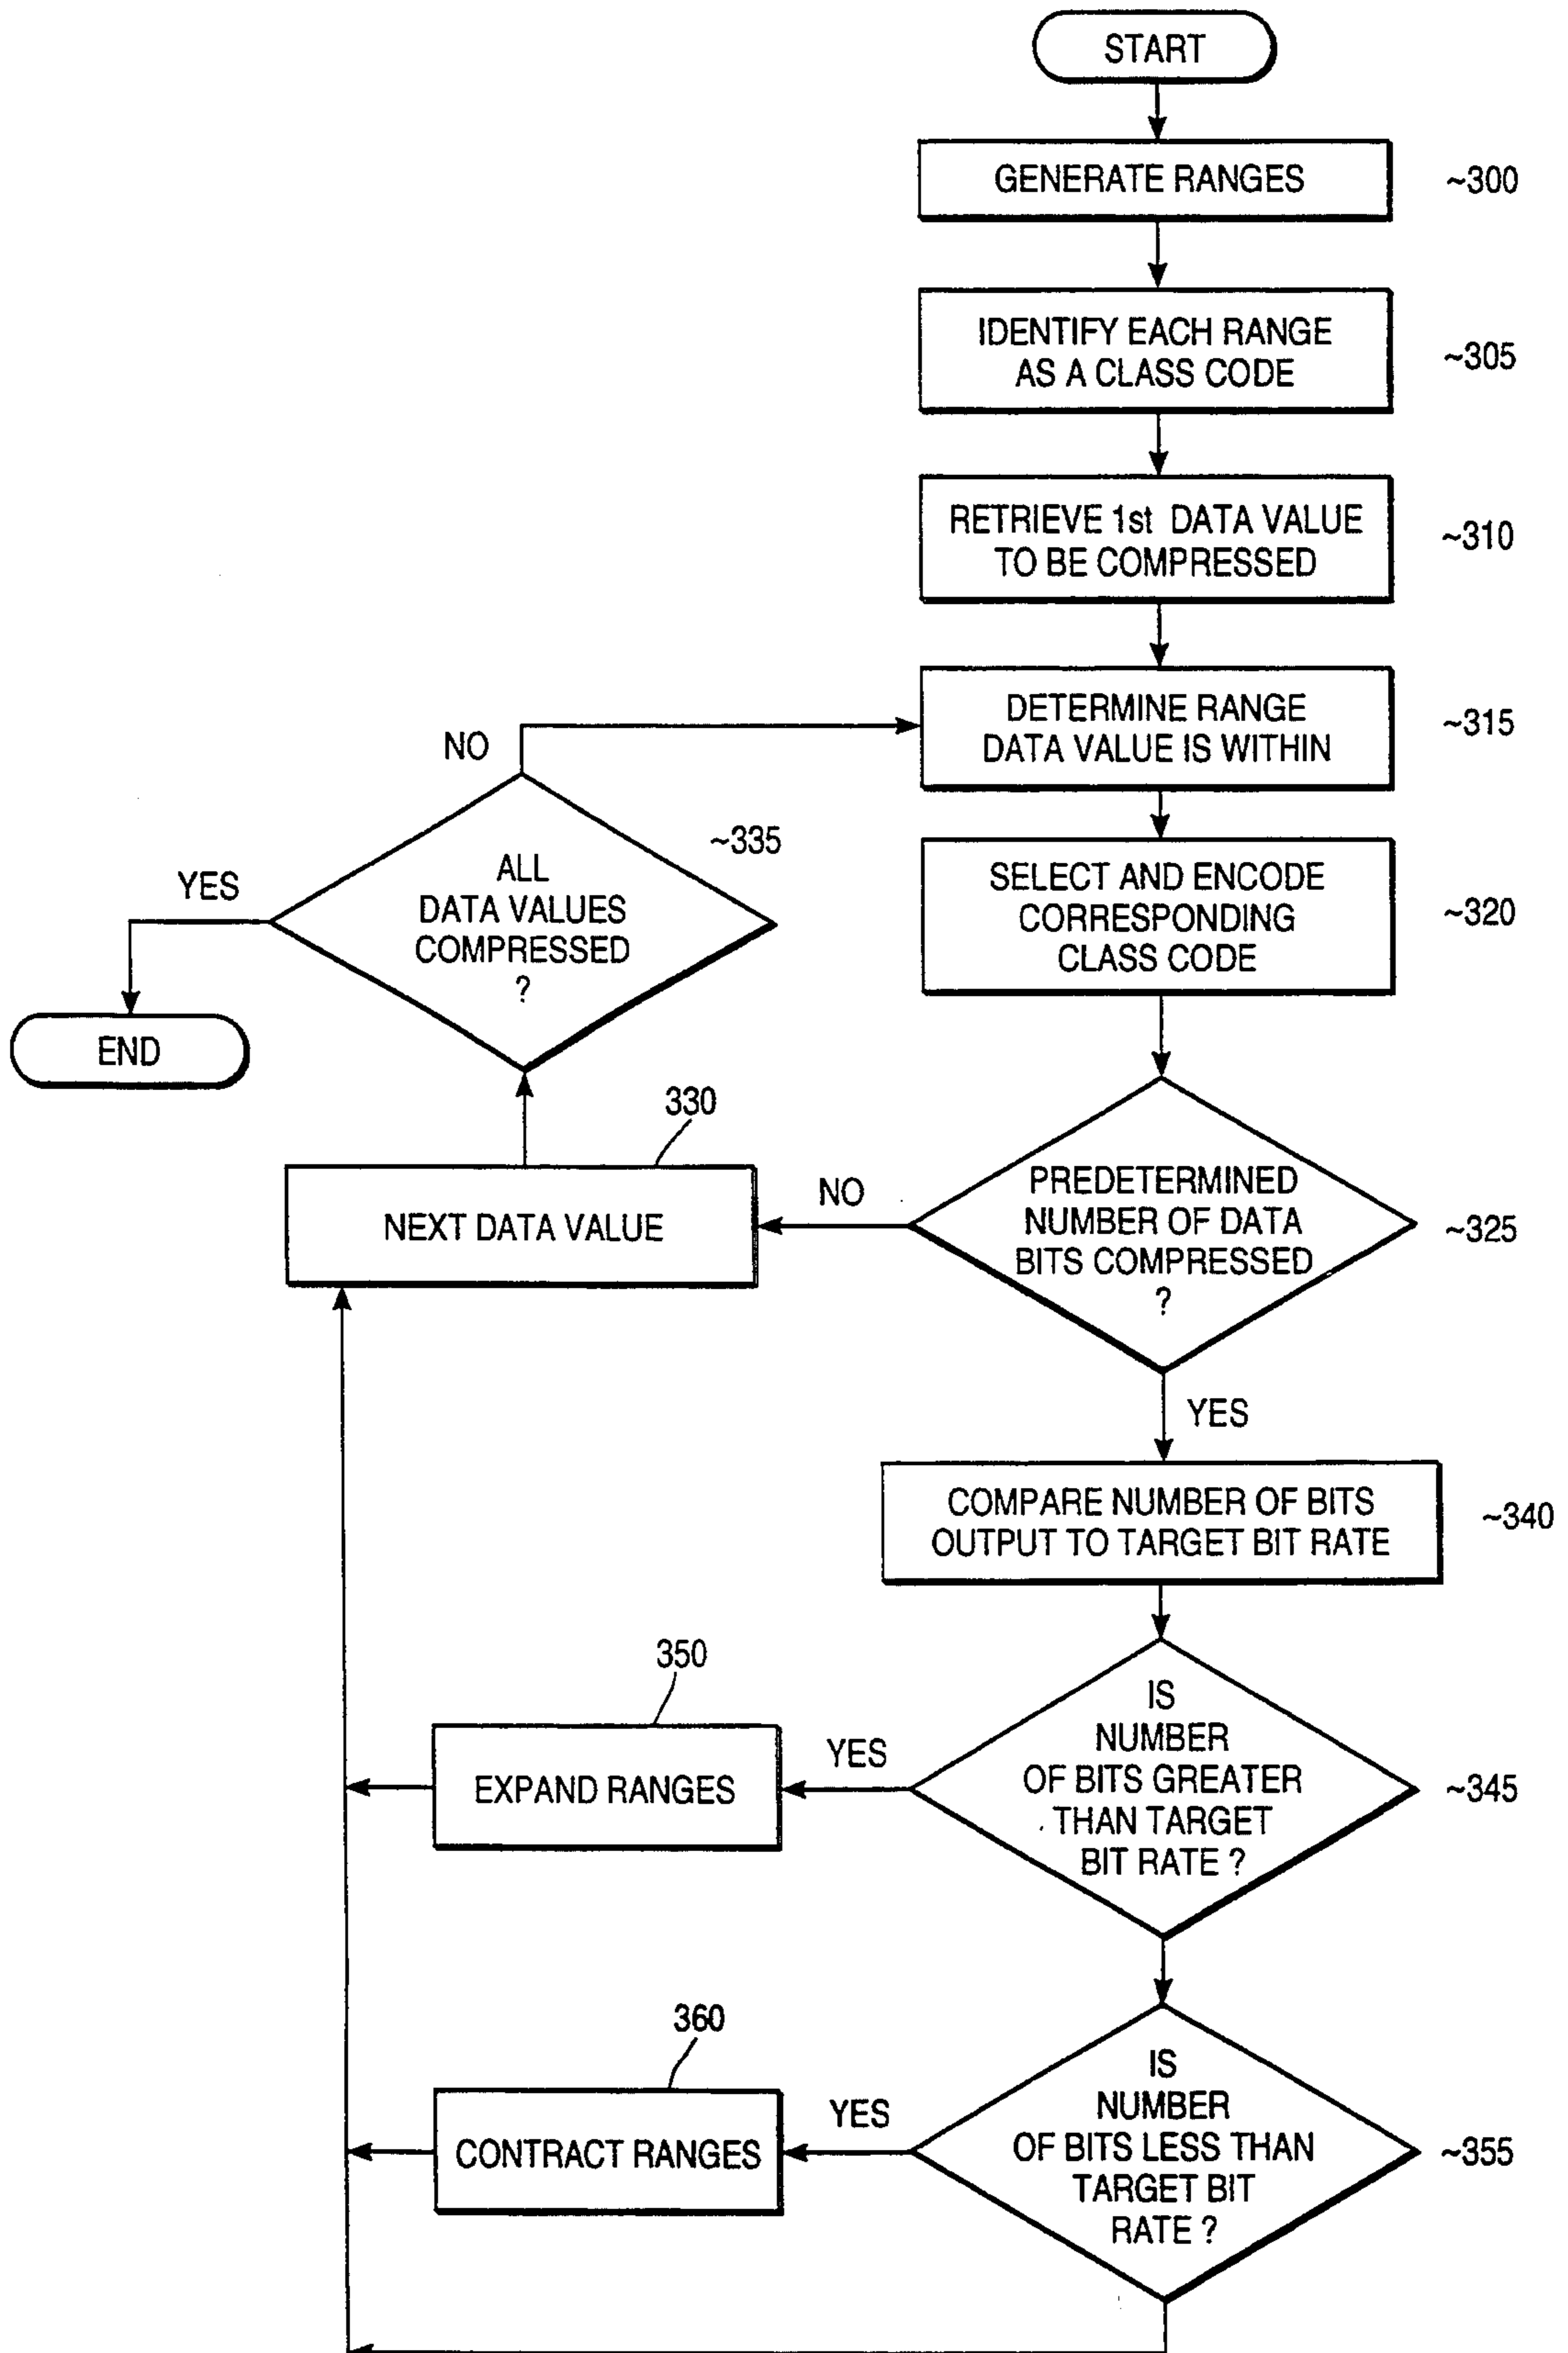 START
GENERATE RANGES
~300
IDENTIFY EACH RANGE
AS A CLASS CODE
~305
RETRIEVE 1st DATA VALUE
TO BE COMPRESSED
~310
DETERMINE RANGE
DATA VALUE IS WITHIN
~315
NO
ALL
DATA VALUES
COMPRESSED
?
~335
YES
END
SELECT AND ENCODE
CORRESPONDING
CLASS CODE
~320
330
NEXT DATA VALUE
NO
PREDETERMINED
NUMBER OF DATA
BITS COMPRESSED
?
~325
YES
COMPARE NUMBER OF BITS
OUTPUT TO TARGET BIT RATE
~340
350
EXPAND RANGES
YES
IS
NUMBER
OF BITS GREATER
THAN TARGET
BIT RATE ?
~345
360
CONTRACT RANGES
YES
IS
NUMBER
OF BITS LESS THAN
TARGET BIT
RATE ?
~355